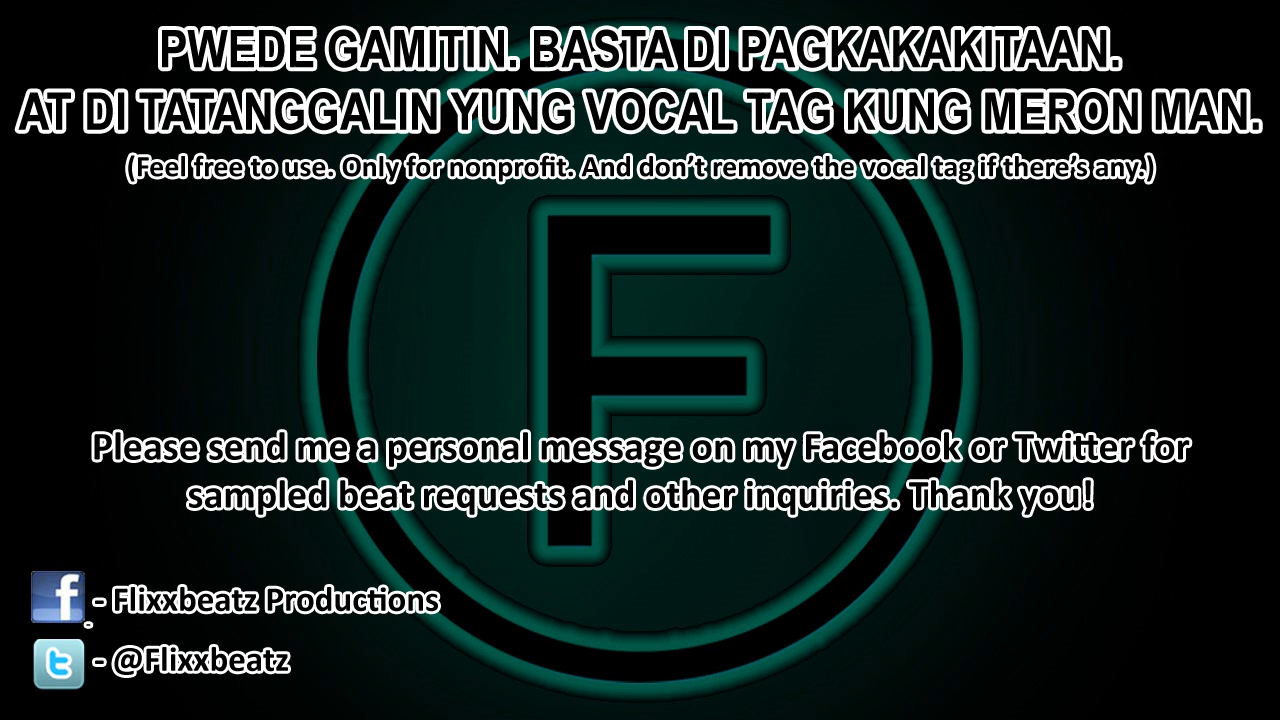 PWEDE GAMITIN. BASTA DI PAGKAKAKITAAN.
AT DI TATANGGALIN YUNG VOCAL TAG KUNG MERON MAN.
(Feel free to use. Only for nonprofit. And don’t remove the vocal tag if there’s any.)
F
Please send me a personal message on my Facebook or Twitter for
sampled beat requests and other inquiries. Thank you!
f - Flixxbeatz Productions
-
t - @Flixxbeatz